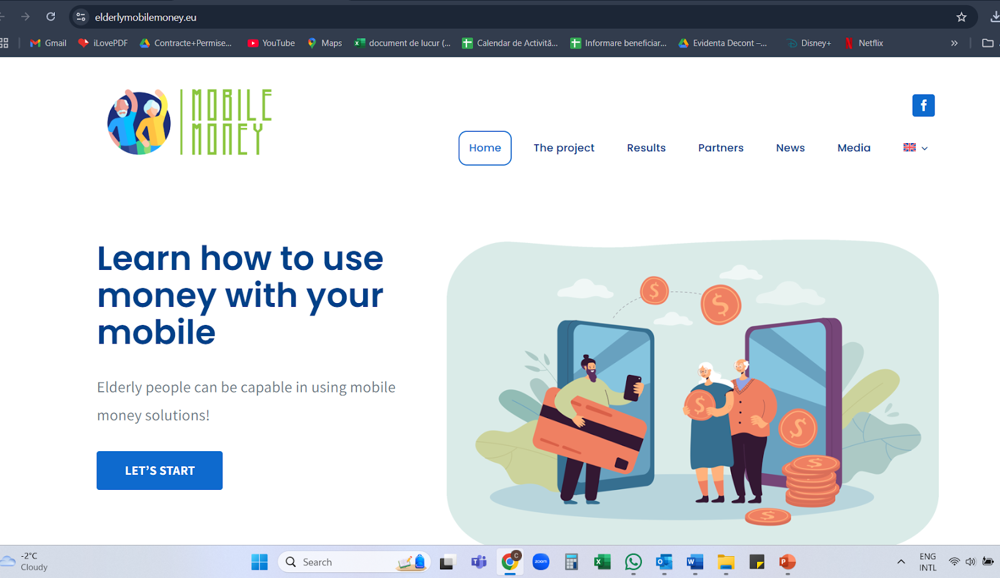 elderlymobilemoney.eu
Gmail
iLovePDF
Contracte+Permise...
YouTube
Maps
document de lucur (...
Calendar de Activită...
Informare beneficiar...
Evidenta Decont –...
Disney+
Netflix
MOBILE
MONEY
Home
The project
Results
Partners
News
Media
Learn how to use
money with your
mobile
Elderly people can be capable in using mobile
money solutions!
LET’S START
-2°C
Cloudy
Search
zoom
ENG
INTL